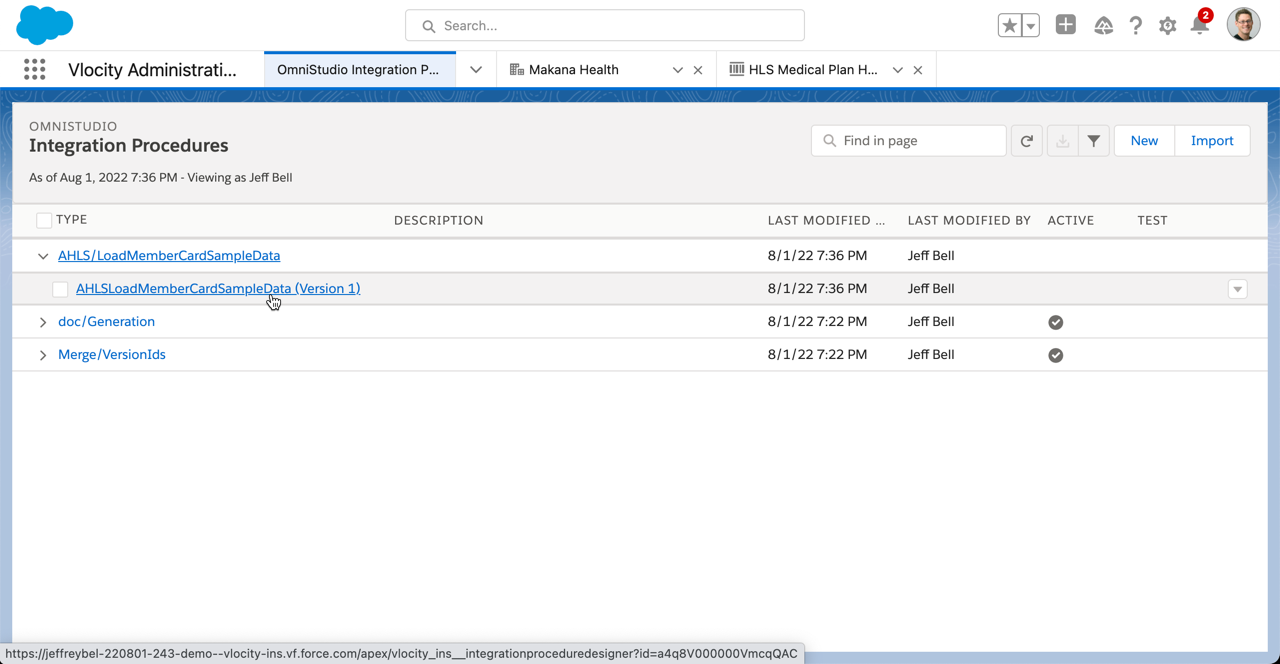 Search...
2
Vlocity Administrati...
OmniStudio Integration P...
Makana Health
HLS Medical Plan H...
OMNISTUDIO
Integration Procedures
As of Aug 1, 2022 7:36 PM - Viewing as Jeff Bell
Find in page
New
Import
TYPE DESCRIPTION LAST MODIFIED ... LAST MODIFIED BY ACTIVE TEST
AHLS/LoadMemberCardSampleData 8/1/22 7:36 PM Jeff Bell
AHLSLoadMemberCardSampleData (Version 1) 8/1/22 7:36 PM Jeff Bell
doc/Generation 8/1/22 7:22 PM Jeff Bell
Merge/VersionIds 8/1/22 7:22 PM Jeff Bell
https://jeffreybel-220801-243-demo--vlocity-ins.vf.force.com/apex/vlocity_ins__integrationproceduredesigner?id=a4q8V000000VmcqQAC